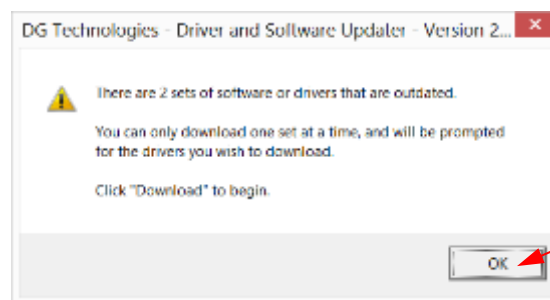 DG Technologies - Driver and Software Updater - Version 2...
There are 2 sets of software or drivers that are outdated.
You can only download one set at a time, and will be prompted
for the drivers you wish to download.
Click "Download" to begin.
OK